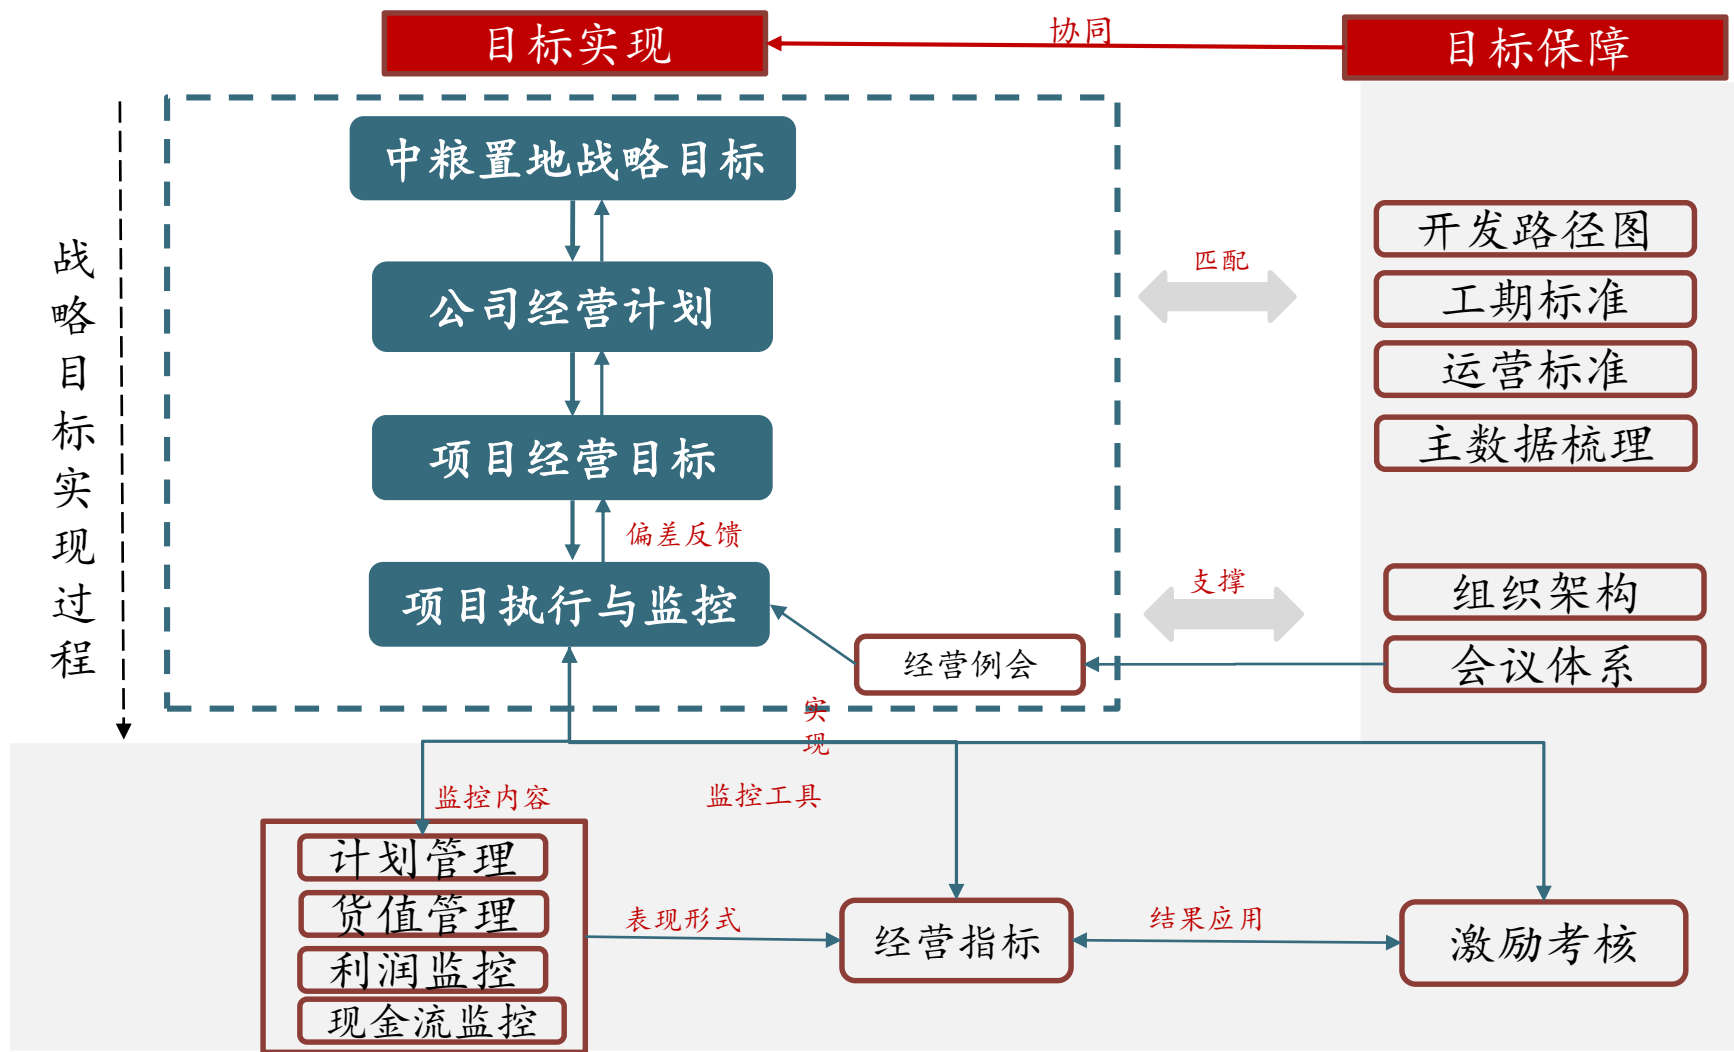 目标实现
协同
目标保障
战略目标实现过程
中粮置地战略目标
公司经营计划
项目经营目标
偏差反馈
项目执行与监控
经营例会
匹配
支撑
开发路径图
工期标准
运营标准
主数据梳理
组织架构
会议体系
实
现
监控内容
监控工具
计划管理
货值管理
利润监控
现金流监控
表现形式
经营指标
结果应用
激励考核